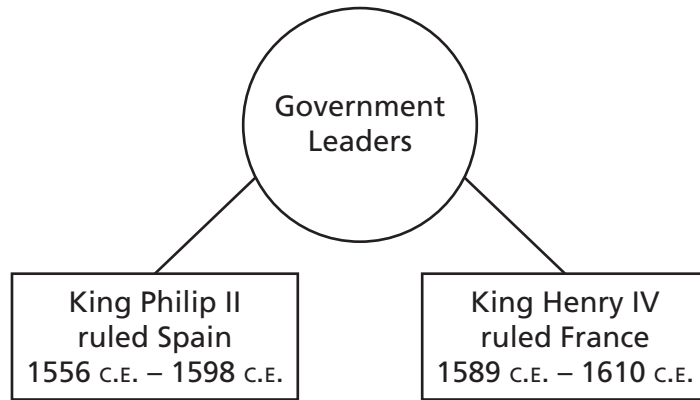 Government
Leaders
King Philip II
ruled Spain
1556 C.E. – 1598 C.E.
King Henry IV
ruled France
1589 C.E. – 1610 C.E.